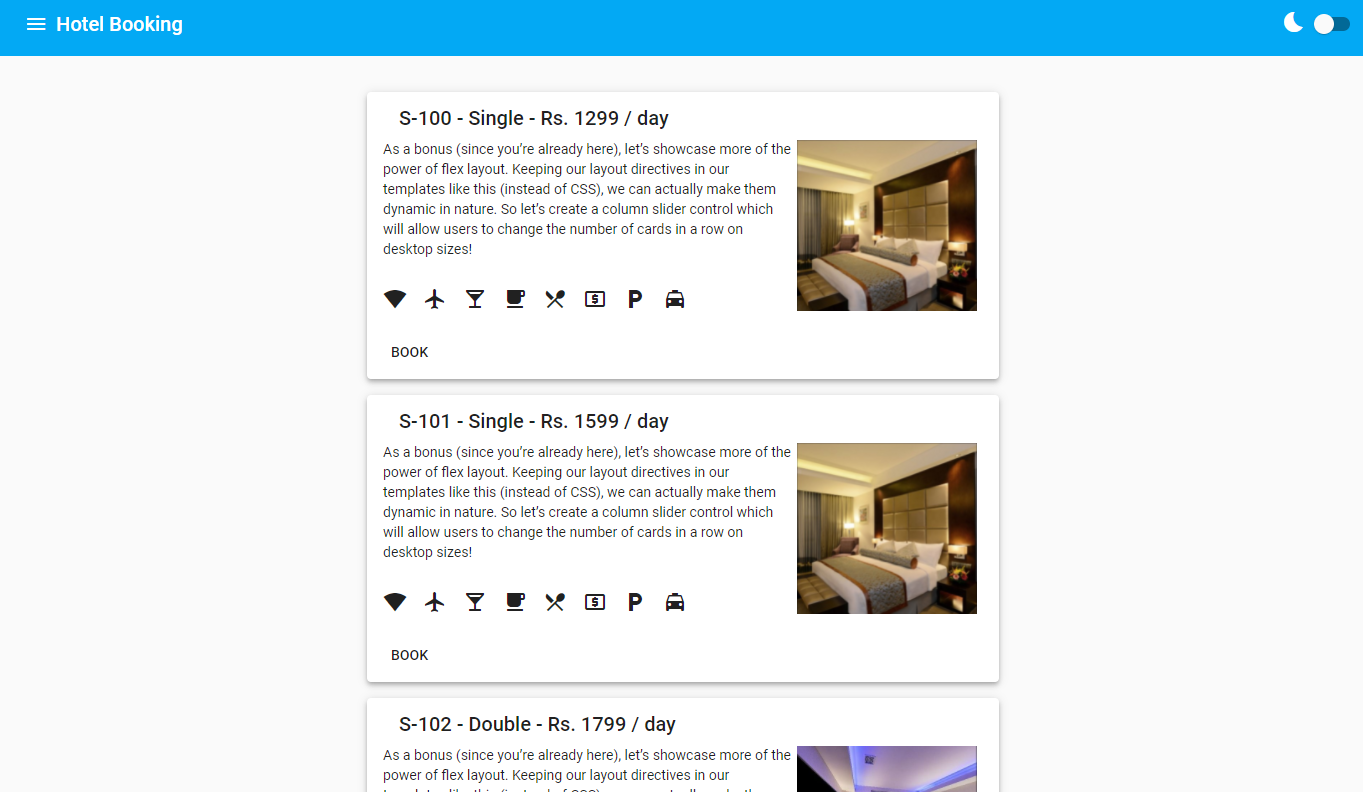 Hotel Booking
S-100 - Single - Rs. 1299 / day
As a bonus (since you’re already here), let’s showcase more of the
power of flex layout. Keeping our layout directives in our
templates like this (instead of CSS), we can actually make them
dynamic in nature. So let’s create a column slider control which
will allow users to change the number of cards in a row on
desktop sizes!
P
BOOK
S-101 - Single - Rs. 1599 / day
As a bonus (since you’re already here), let’s showcase more of the
power of flex layout. Keeping our layout directives in our
templates like this (instead of CSS), we can actually make them
dynamic in nature. So let’s create a column slider control which
will allow users to change the number of cards in a row on
desktop sizes!
P
BOOK
S-102 - Double - Rs. 1799 / day
As a bonus (since you’re already here), let’s showcase more of the
power of flex layout. Keeping our layout directives in our